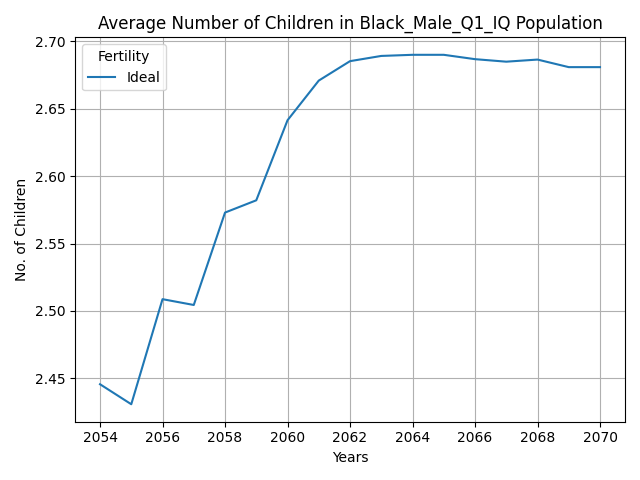 Average Number of Children in Black_Male_Q1_IQ Population
Fertility
Ideal
No. of Children
2.70
2.65
2.60
2.55
2.50
2.45
2054 2056 2058 2060 2062 2064 2066 2068 2070
Years